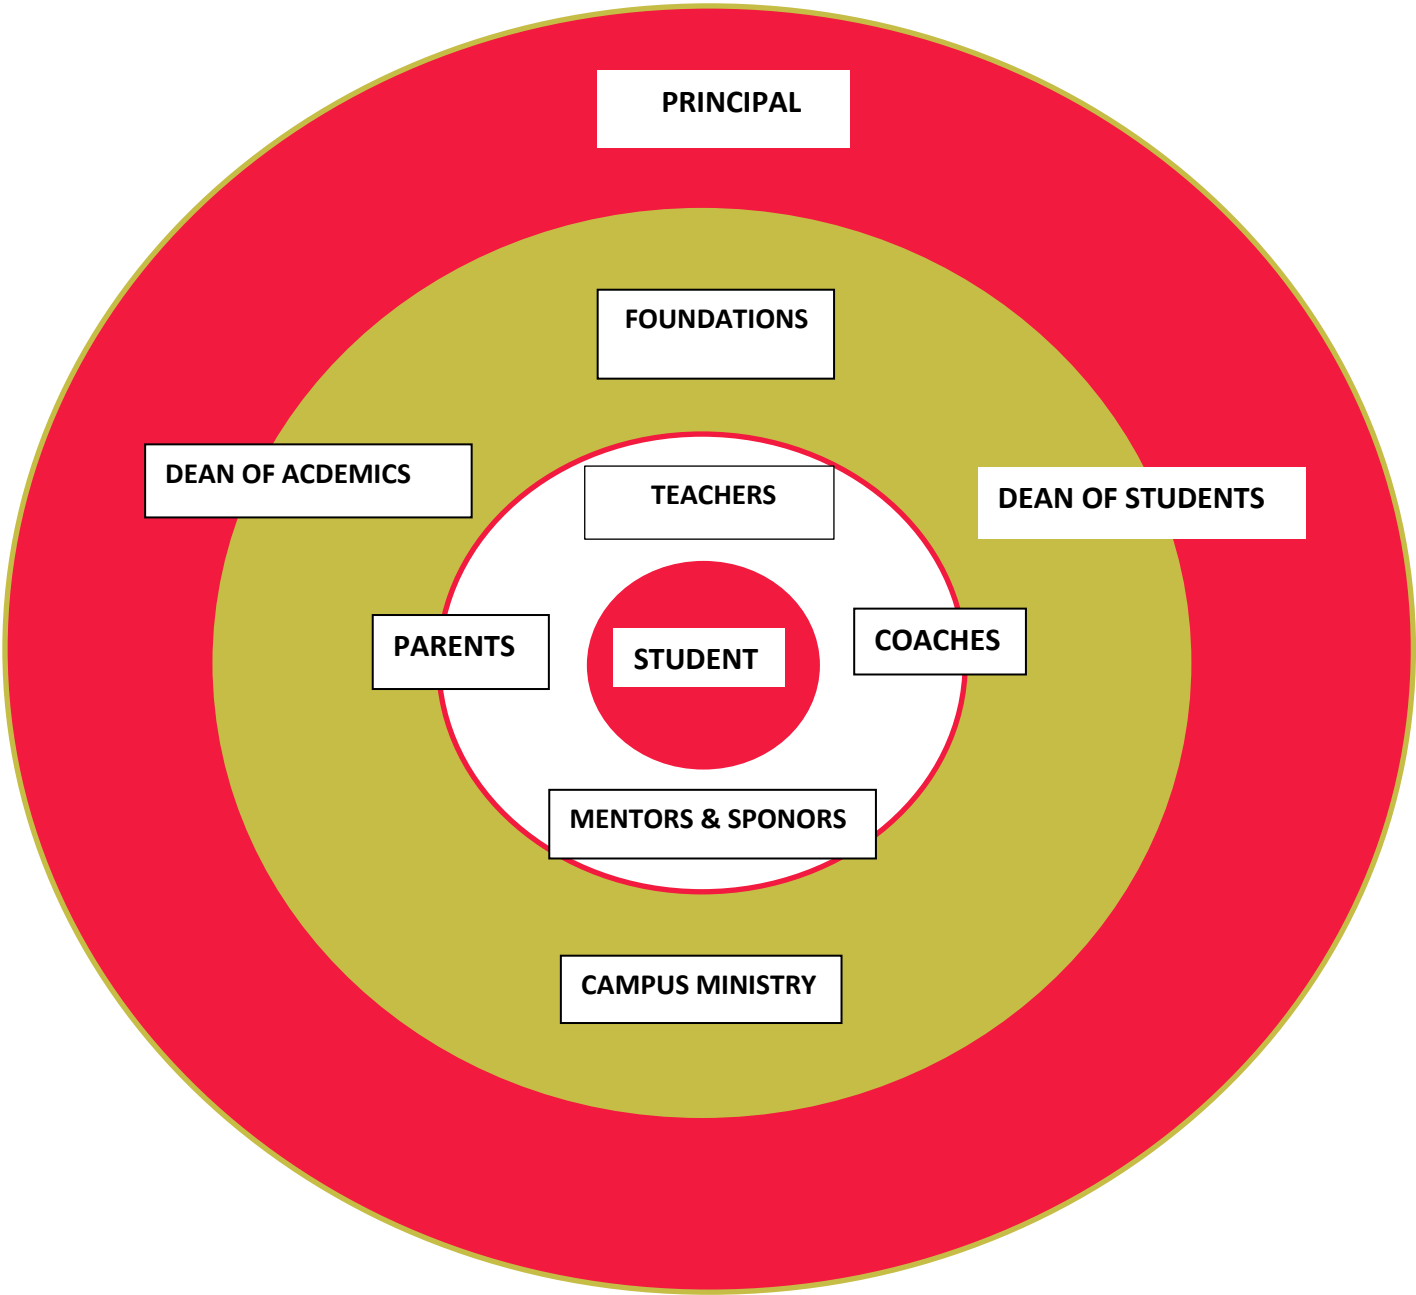 PRINCIPAL
FOUNDATIONS
DEAN OF ACDEMICS
TEACHERS
DEAN OF STUDENTS
PARENTS
STUDENT
COACHES
MENTORS & SPONORS
CAMPUS MINISTRY